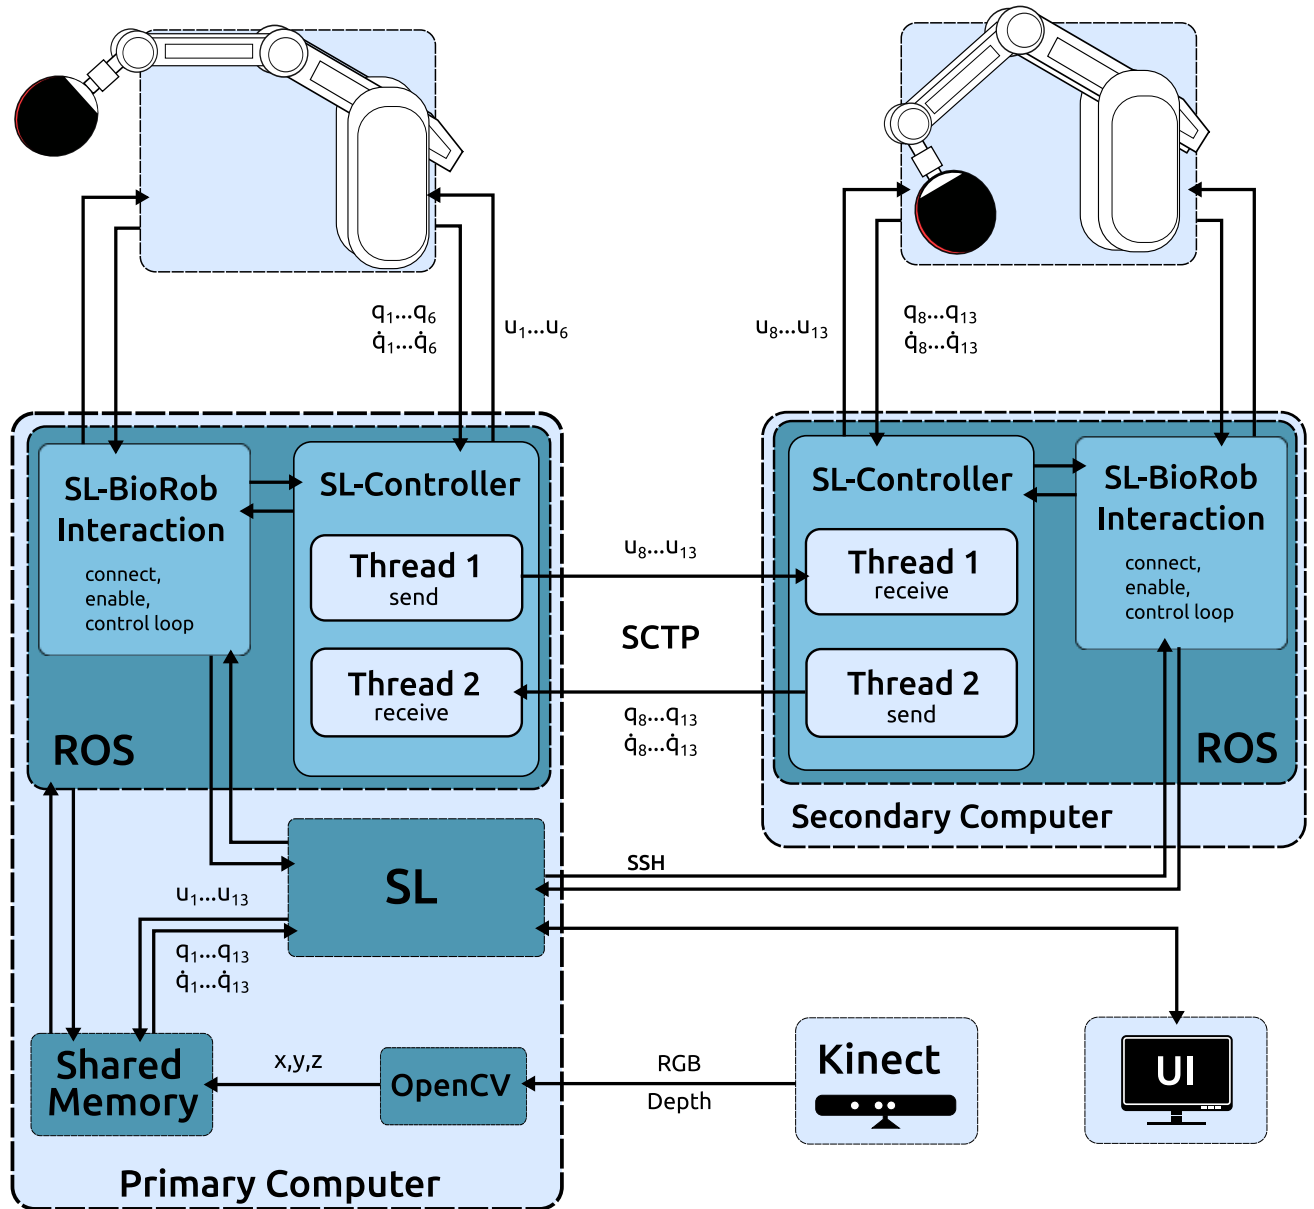 q₁...q₆
q̇₁...q̇₆
u₁...u₆
u₈...u₁₃
q₈...q₁₃
q̇₈...q̇₁₃
SL-BioRob
Interaction
connect,
enable,
control loop
SL-Controller
Thread 1
send
Thread 2
receive
ROS
u₈...u₁₃
SCTP
q₈...q₁₃
q̇₈...q̇₁₃
SL-Controller
Thread 1
receive
Thread 2
send
SL-BioRob
Interaction
connect,
enable,
control loop
ROS
Secondary Computer
SL
SSH
u₁...u₁₃
q₁...q₁₃
q̇₁...q̇₁₃
Shared
Memory
x,y,z
OpenCV
RGB
Depth
Kinect
UI
Primary Computer